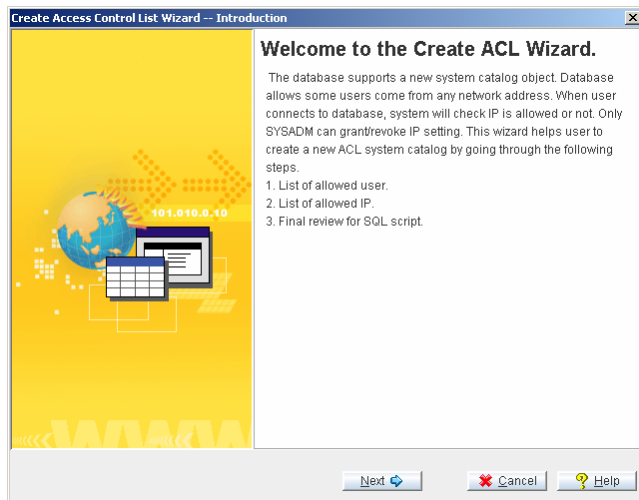 Create Access Control List Wizard -- Introduction
Welcome to the Create ACL Wizard.
The database supports a new system catalog object. Database
allows some users come from any network address. When user
connects to database, system will check IP is allowed or not. Only
SYSADM can grant/revoke IP setting. This wizard helps user to
create a new ACL system catalog by going through the following
steps.
1. List of allowed user.
2. List of allowed IP.
3. Final review for SQL script.
101.010.0.10
WWW
Next
Cancel
Help